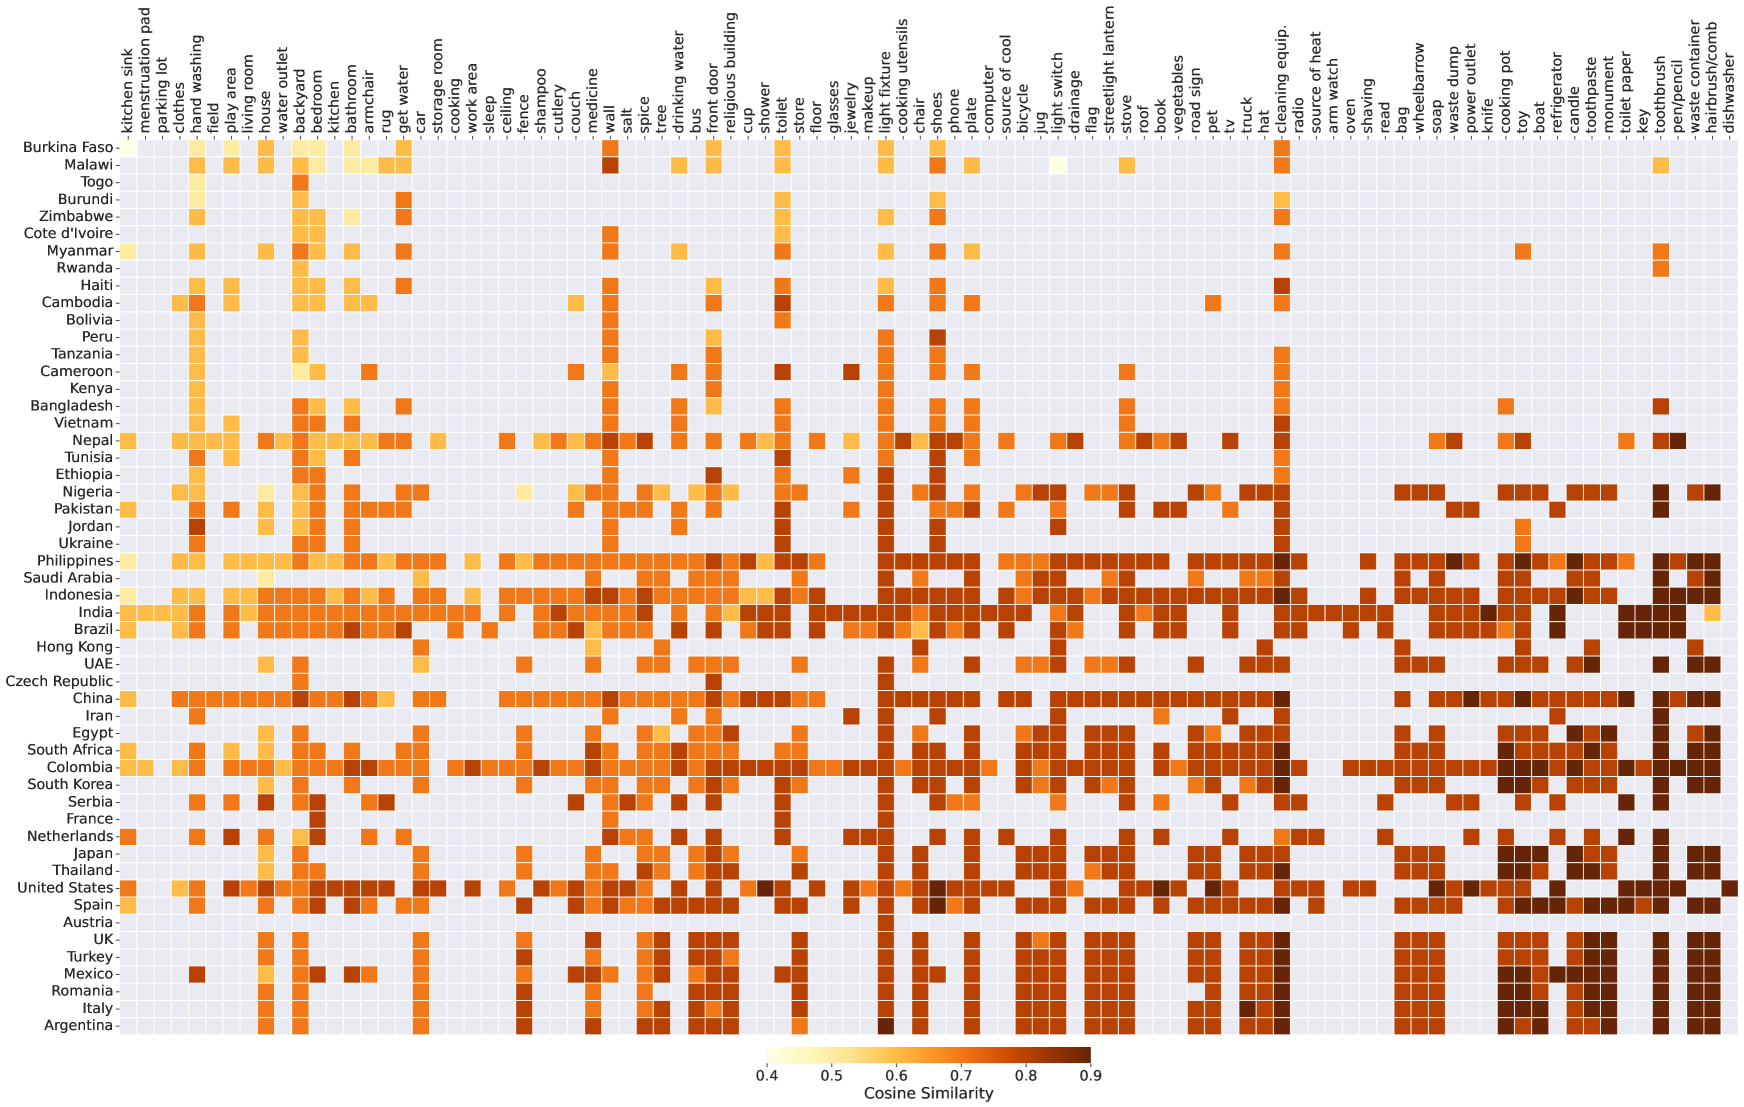 kitchen sink
menstruation pad
parking lot
clothes
hand washing
field
play area
living room
house
water outlet
backyard
bedroom
kitchen
bathroom
armchair
rug
get water
car
storage room
cooking
work area
sleep
ceiling
fence
shampoo
cutlery
couch
medicine
wall
salt
spice
tree
drinking water
bus
front door
religious building
cup
shower
toilet
store
floor
glasses
jewelry
makeup
light fixture
cooking utensils
chair
shoes
phone
plate
computer
source of cool
bicycle
jug
light switch
drainage
flag
streetlight lantern
stove
roof
book
vegetables
road sign
pet
tv
truck
hat
cleaning equip.
radio
source of heat
arm watch
oven
shaving
read
bag
wheelbarrow
soap
waste dump
power outlet
knife
cooking pot
toy
boat
refrigerator
candle
toothpaste
monument
toilet paper
key
toothbrush
pen/pencil
waste container
hairbrush/comb
dishwasher
Burkina Faso
Malawi
Togo
Burundi
Zimbabwe
Cote d'Ivoire
Myanmar
Rwanda
Haiti
Cambodia
Bolivia
Peru
Tanzania
Cameroon
Kenya
Bangladesh
Vietnam
Nepal
Tunisia
Ethiopia
Nigeria
Pakistan
Jordan
Ukraine
Philippines
Saudi Arabia
Indonesia
India
Brazil
Hong Kong
UAE
Czech Republic
China
Iran
Egypt
South Africa
Colombia
South Korea
Serbia
France
Netherlands
Japan
Thailand
United States
Spain
Austria
UK
Turkey
Mexico
Romania
Italy
Argentina
0.4 0.5 0.6 0.7 0.8 0.9
Cosine Similarity